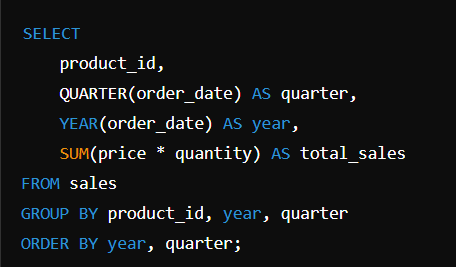 SELECT
product_id,
QUARTER(order_date) AS quarter,
YEAR(order_date) AS year,
SUM(price * quantity) AS total_sales
FROM sales
GROUP BY product_id, year, quarter
ORDER BY year, quarter;